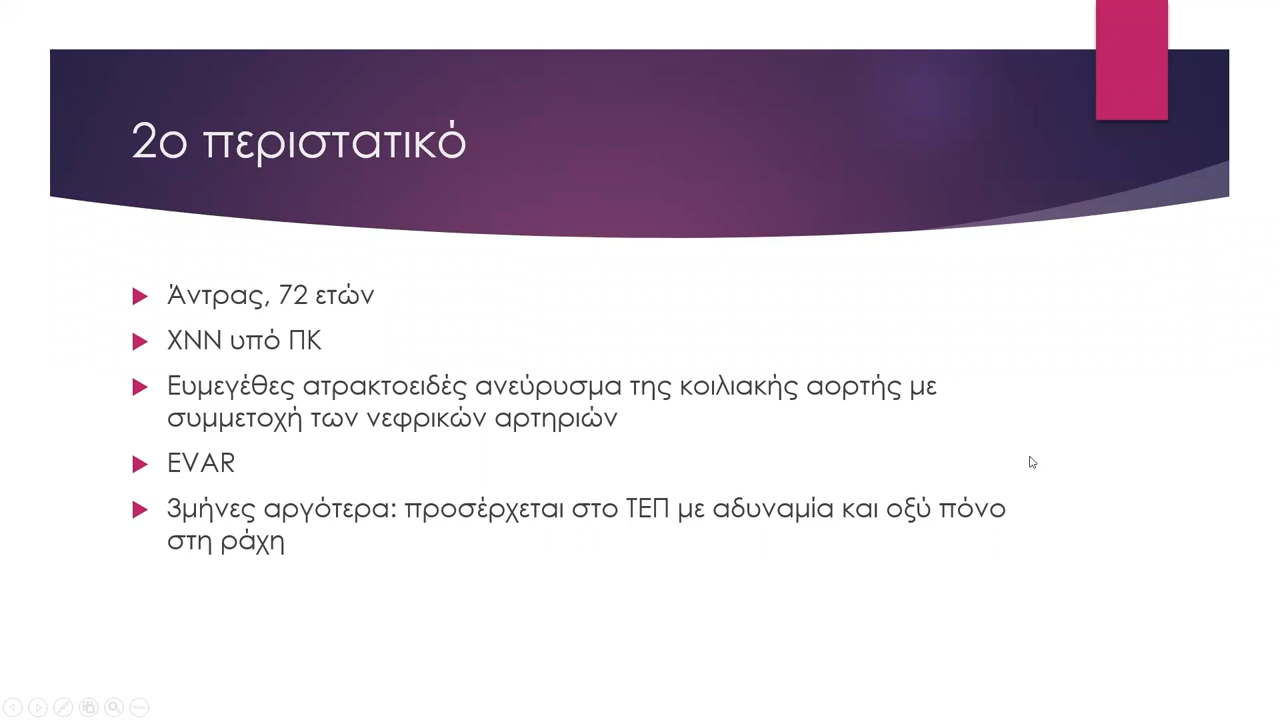 2ο περιστατικό
Άντρας, 72 ετών
ΧΝΝ υπό ΠΚ
Ευμεγέθες ατρακτοειδές ανεύρυσμα της κοιλιακής αορτής με
συμμετοχή των νεφρικών αρτηριών
EVAR
3μήνες αργότερα: προσέρχεται στο ΤΕΠ με αδυναμία και οξύ πόνο
στη ράχη